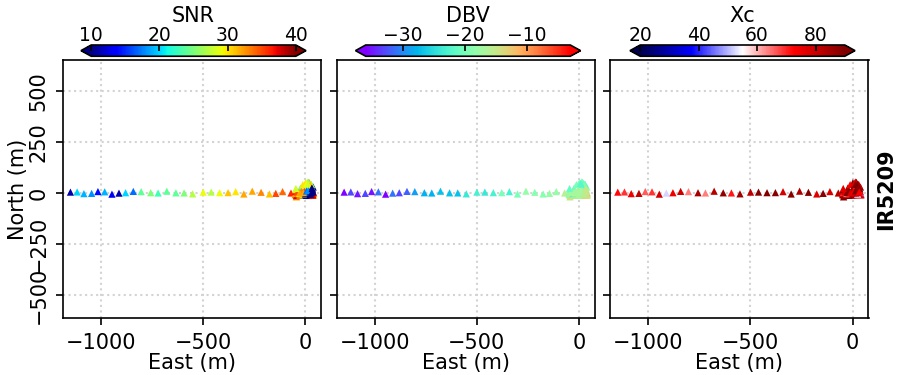 SNR DBV Xc
10 20 30 40 −30 −20 −10 20 40 60 80
North (m)
500
250
0
−250
−500
IR5209
−1000 −500 0 −1000 −500 0 −1000 −500 0
East (m) East (m) East (m)